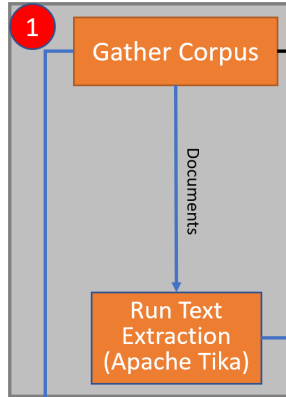 1
Gather Corpus
Documents
Run Text
Extraction
(Apache Tika)